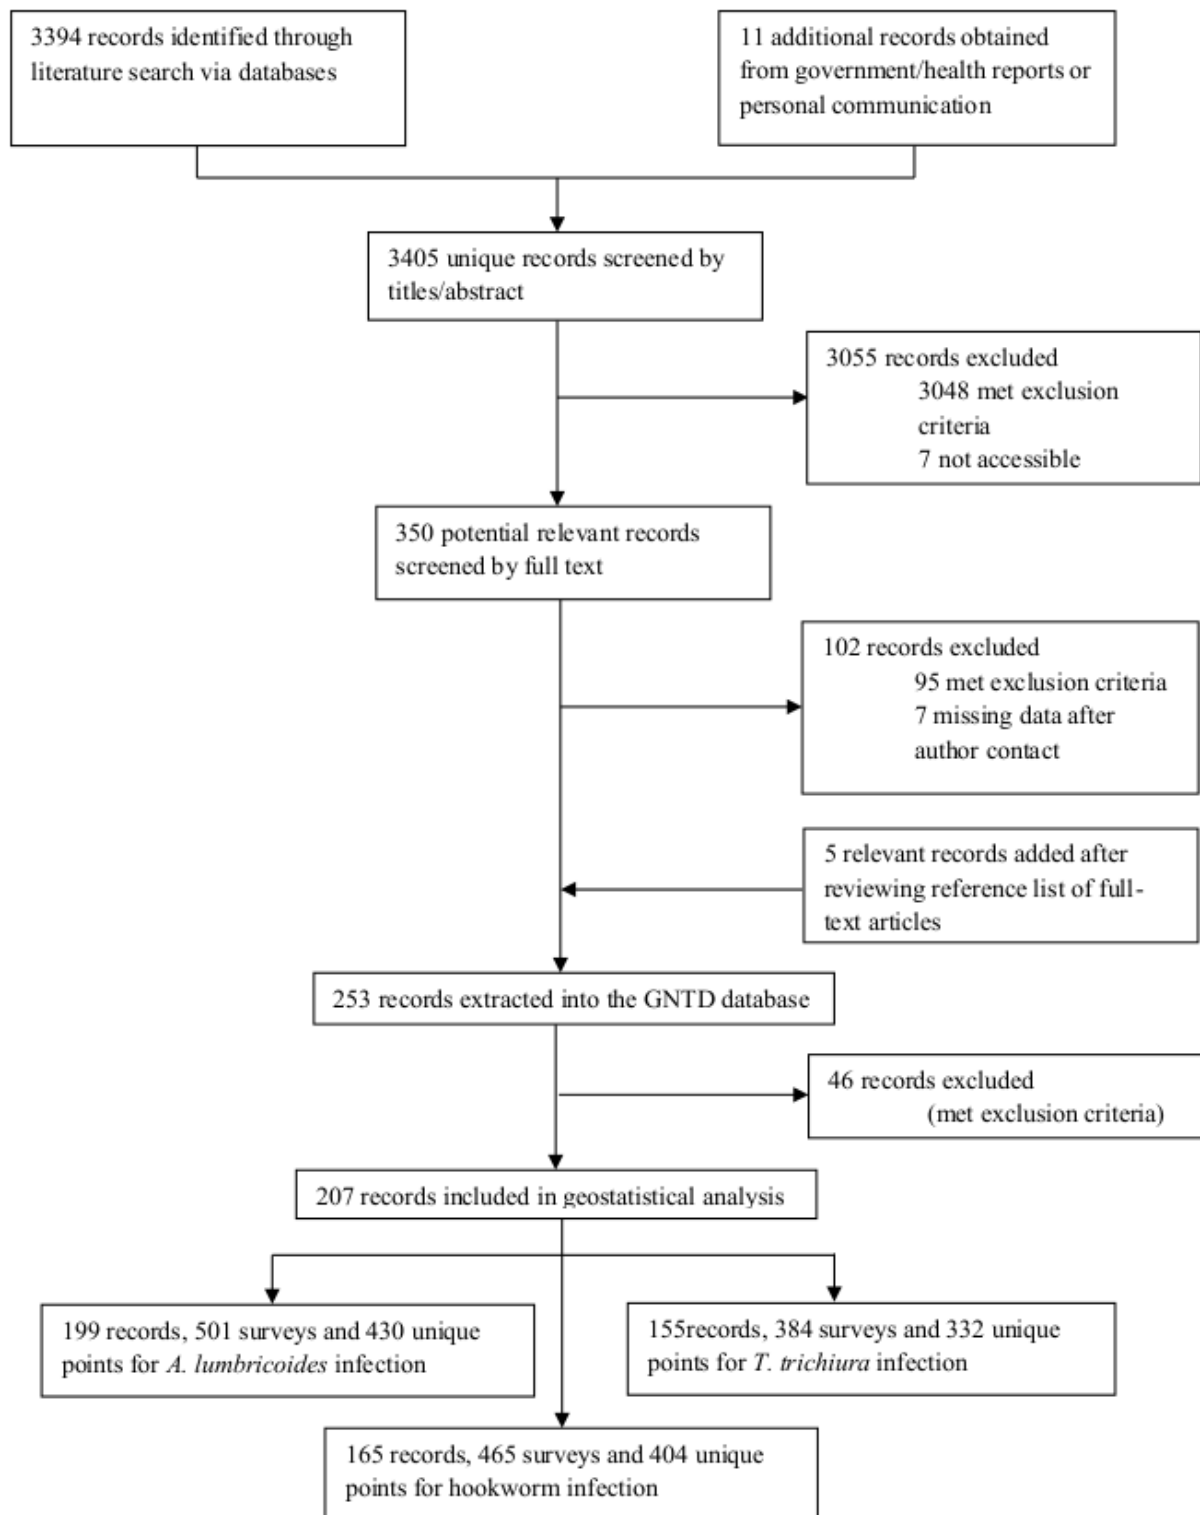 3394 records identified through
literature search via databases
11 additional records obtained
from government/health reports or
personal communication
3405 unique records screened by
titles/abstract
3055 records excluded
3048 met exclusion
criteria
7 not accessible
350 potential relevant records
screened by full text
102 records excluded
95 met exclusion criteria
7 missing data after
author contact
5 relevant records added after
reviewing reference list of full-
text articles
253 records extracted into the GNTD database
46 records excluded
(met exclusion criteria)
207 records included in geostatistical analysis
199 records, 501 surveys and 430 unique
points for A. lumbricoides infection
155records, 384 surveys and 332 unique
points for T. trichiura infection
165 records, 465 surveys and 404 unique
points for hookworm infection